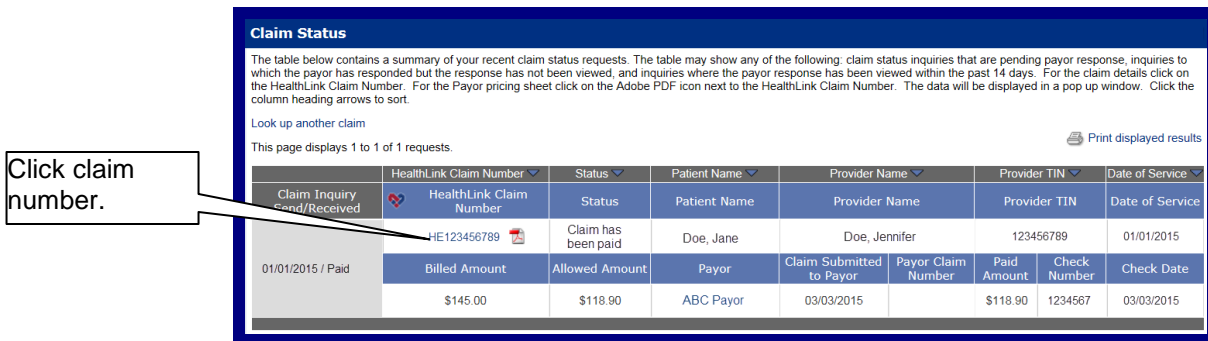 Claim Status
The table below contains a summary of your recent claim status requests. The table may show any of the following: claim status inquiries that are pending payor response, inquiries to
which the payor has responded but the response has not been viewed, and inquiries where the payor response has been viewed within the past 14 days. For the claim details click on
the HealthLink Claim Number. For the Payor pricing sheet click on the Adobe PDF icon next to the HealthLink Claim Number. The data will be displayed in a pop up window. Click the
column heading arrows to sort.
Look up another claim
Print displayed results
This page displays 1 to 1 of 1 requests.
Click claim
number.
HealthLink Claim Number Status Patient Name Provider Name Provider TIN Date of Service
Claim Inquiry
Send/Received
HealthLink Claim
Number
Status Patient Name Provider Name Provider TIN Date of Service
HE123456789
Claim has
been paid
Doe, Jane Doe, Jennifer 123456789 01/01/2015
01/01/2015 / Paid
Billed Amount Allowed Amount Payor
Claim Submitted
to Payor
Payor Claim
Number
Paid
Amount
Check
Number
Check Date
$145.00 $118.90 ABC Payor 03/03/2015 $118.90 1234567 03/03/2015